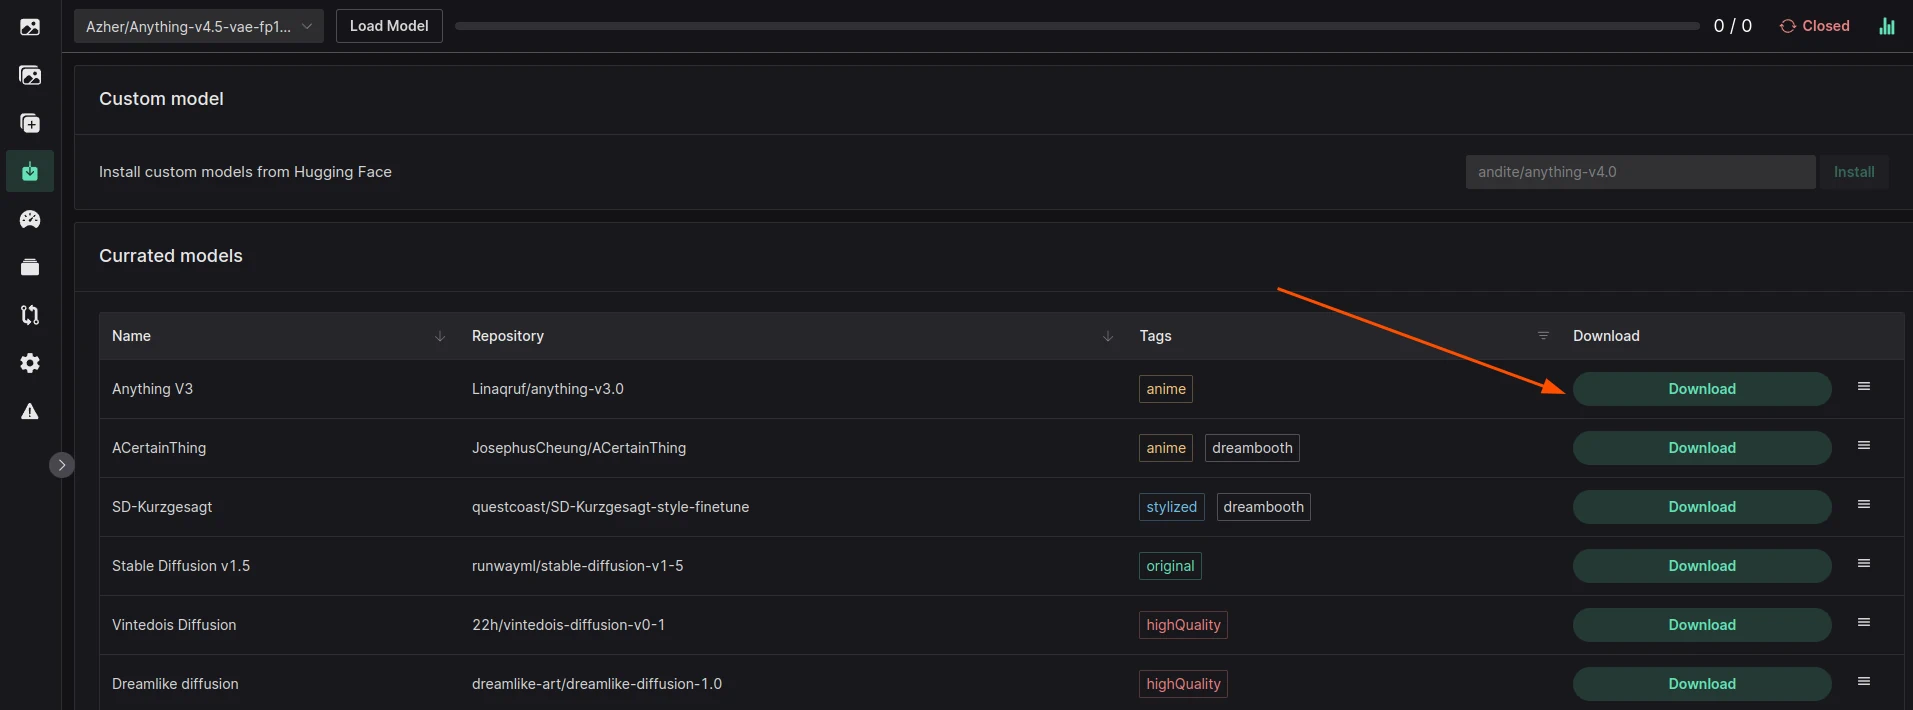 Azher/Anything-v4.5-vae-fp1... Load Model 0 / 0 Closed
Custom model
Install custom models from Hugging Face andite/anything-v4.0 Install
Currated models
Name Repository Tags Download
Anything V3 Linaqruf/anything-v3.0 anime Download
ACertainThing JosephusCheung/ACertainThing anime dreambooth Download
SD-Kurzgesagt questcoast/SD-Kurzgesagt-style-finetune stylized dreambooth Download
Stable Diffusion v1.5 runwayml/stable-diffusion-v1-5 original Download
Vintedois Diffusion 22h/vintedois-diffusion-v0-1 highQuality Download
Dreamlike diffusion dreamlike-art/dreamlike-diffusion-1.0 highQuality Download